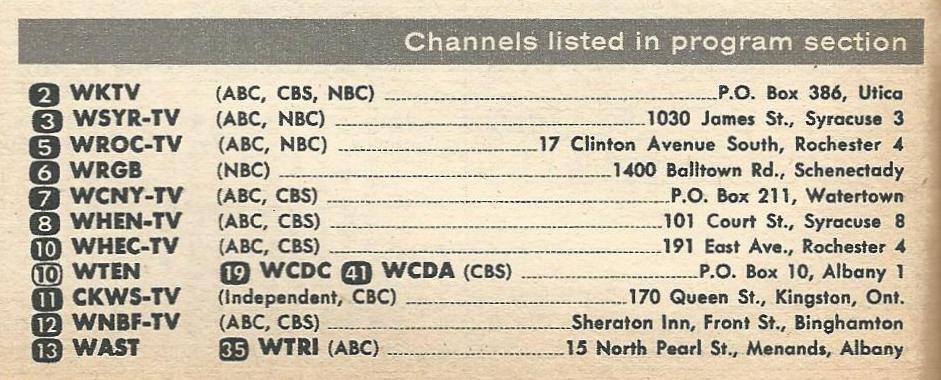 Channels listed in program section
2 WKTV (ABC, CBS, NBC) P.O. Box 386, Utica
3 WSYR-TV (ABC, NBC) 1030 James St., Syracuse 3
5 WROC-TV (ABC, NBC) 17 Clinton Avenue South, Rochester 4
6 WRGB (NBC) 1400 Balltown Rd., Schenectady
7 WCNY-TV (ABC, CBS) P.O. Box 211, Watertown
8 WHEN-TV (ABC, CBS) 101 Court St., Syracuse 8
10 WHEC-TV (ABC, CBS) 191 East Ave., Rochester 4
10 WTEN 19 WCDC 41 WCDA (CBS) P.O. Box 10, Albany 1
11 CKWS-TV (Independent, CBC) 170 Queen St., Kingston, Ont.
12 WNBF-TV (ABC, CBS) Sheraton Inn, Front St., Binghamton
13 WAST 35 WTRI (ABC) 15 North Pearl St., Menands, Albany